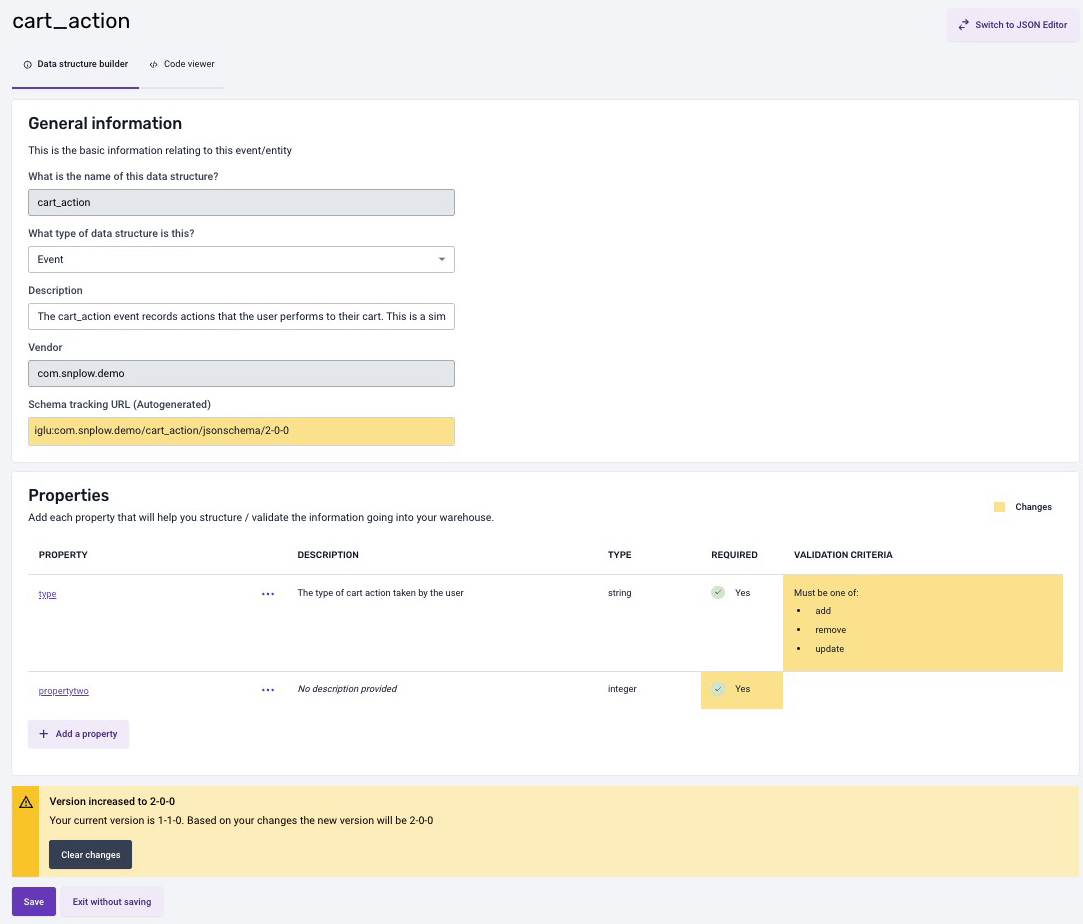 cart_action
Switch to JSON Editor
Data structure builder
Code viewer
General information
This is the basic information relating to this event/entity
What is the name of this data structure?
cart_action
What type of data structure is this?
Event
Description
The cart_action event records actions that the user performs to their cart. This is a sim
Vendor
com.snplow.demo
Schema tracking URL (Autogenerated)
iglu:com.snplow.demo/cart_action/jsonschema/2-0-0
Properties
Add each property that will help you structure / validate the information going into your warehouse.
Changes
PROPERTY DESCRIPTION TYPE REQUIRED VALIDATION CRITERIA
type ••• The type of cart action taken by the user string Yes Must be one of:
• add
• remove
• update
propertytwo ••• No description provided integer Yes
+ Add a property
Version increased to 2-0-0
Your current version is 1-1-0. Based on your changes the new version will be 2-0-0
Clear changes
Save Exit without saving